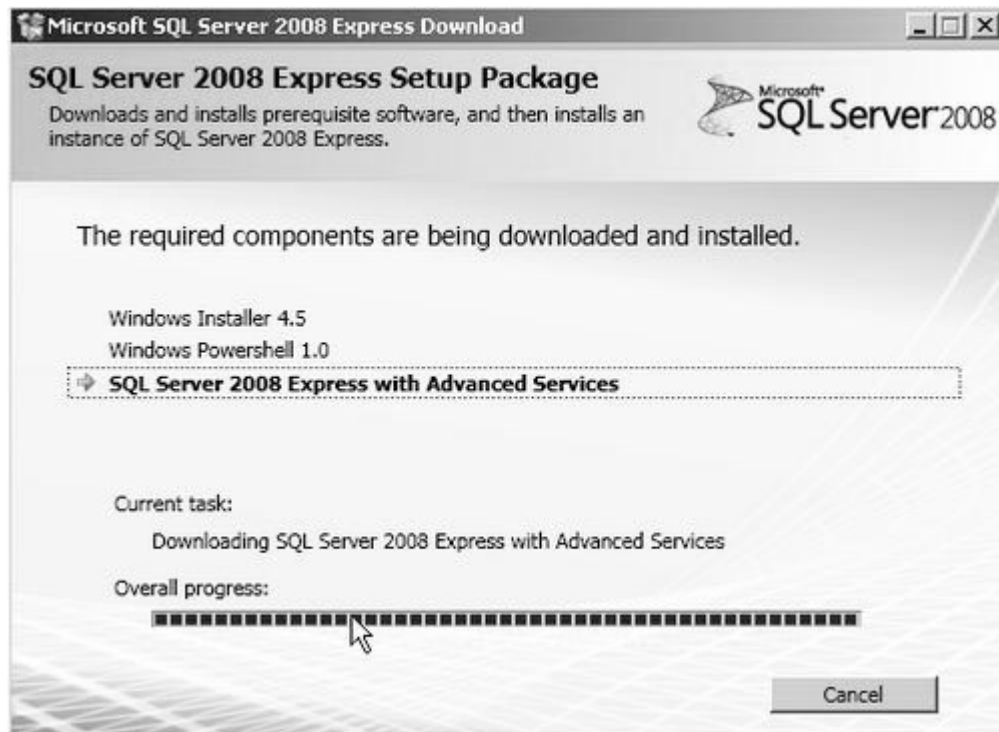 Microsoft SQL Server 2008 Express Download
SQL Server 2008 Express Setup Package
Downloads and installs prerequisite software, and then installs an
instance of SQL Server 2008 Express.
Microsoft
SQL Server 2008
The required components are being downloaded and installed.
Windows Installer 4.5
Windows Powershell 1.0
SQL Server 2008 Express with Advanced Services
Current task:
Downloading SQL Server 2008 Express with Advanced Services
Overall progress:
Cancel